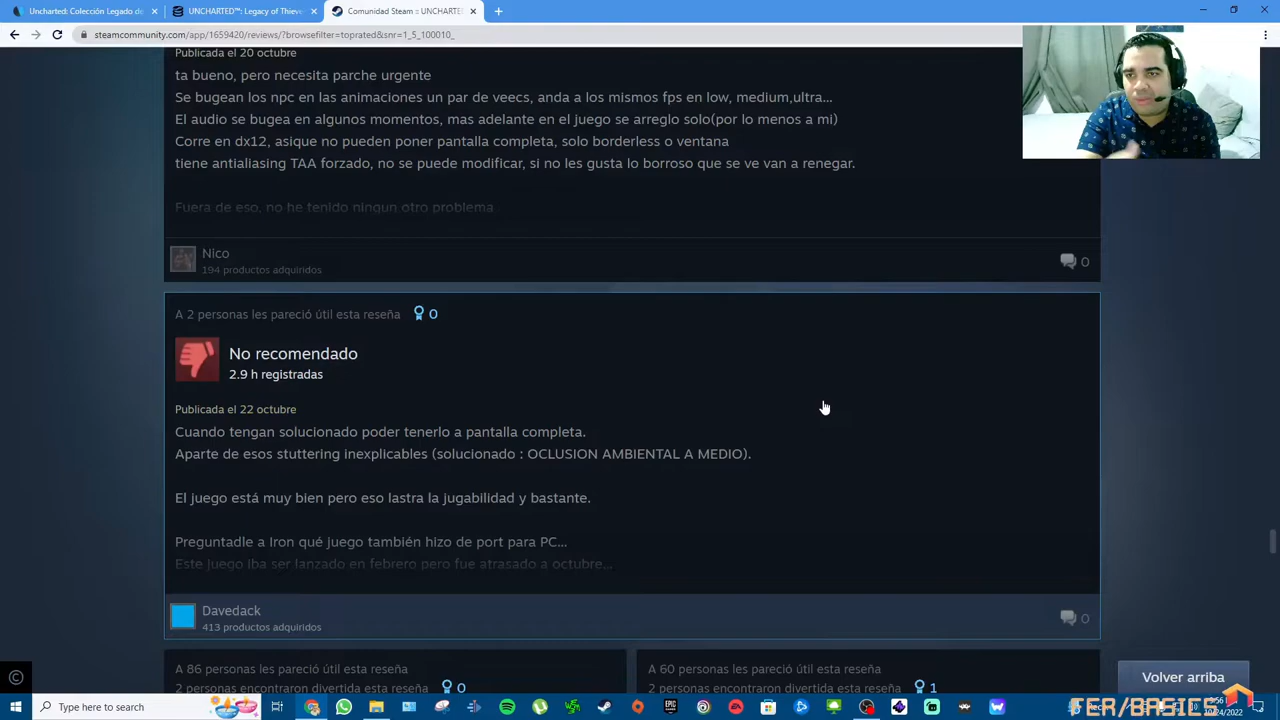 Uncharted: Colección Legado de
UNCHARTED™: Legacy of Thieve
Comunidad Steam = UNCHARTE
steamcommunity.com/app/1659420/reviews/?browsefilter=toprated&snr=1_5_100010_
Publicada el 20 octubre
ta bueno, pero necesita parche urgente
Se bugean los npc en las animaciones un par de veecs, anda a los mismos fps en low, medium,ultra...
El audio se bugea en algunos momentos, mas adelante en el juego se arreglo solo(por lo menos a mi)
Corre en dx12, asique no pueden poner pantalla completa, solo borderless o ventana
tiene antialiasing TAA forzado, no se puede modificar, si no les gusta lo borroso que se ve van a renegar.
Fuera de eso, no he tenido ningun otro problema
Nico
194 productos adquiridos
0
A 2 personas les pareció útil esta reseña
0
No recomendado
2.9 h registradas
Publicada el 22 octubre
Cuando tengan solucionado poder tenerlo a pantalla completa.
Aparte de esos stuttering inexplicables (solucionado : OCLUSION AMBIENTAL A MEDIO).
El juego está muy bien pero eso lastra la jugabilidad y bastante.
Preguntadle a Iron qué juego también hizo de port para PC...
Este juego iba ser lanzado en febrero pero fue atrasado a octubre...
Davedack
413 productos adquiridos
0
A 86 personas les pareció útil esta reseña
2 personas encontraron divertida esta reseña
0
A 60 personas les pareció útil esta reseña
2 personas encontraron divertida esta reseña
1
Volver arriba
Type here to search
EPIC
FER/BASICS
10/24/2022